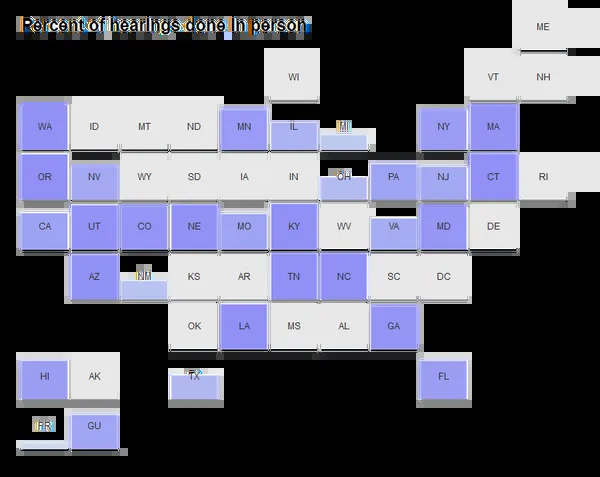 Percent of hearings done in person
ME
WI VT NH
WA ID MT ND MN IL MI NY MA
OR NV WY SD IA IN OH PA NJ CT RI
CA UT CO NE MO KY WV VA MD DE
AZ NM KS AR TN NC SC DC
OK LA MS AL GA
HI AK TX FL
PR GU